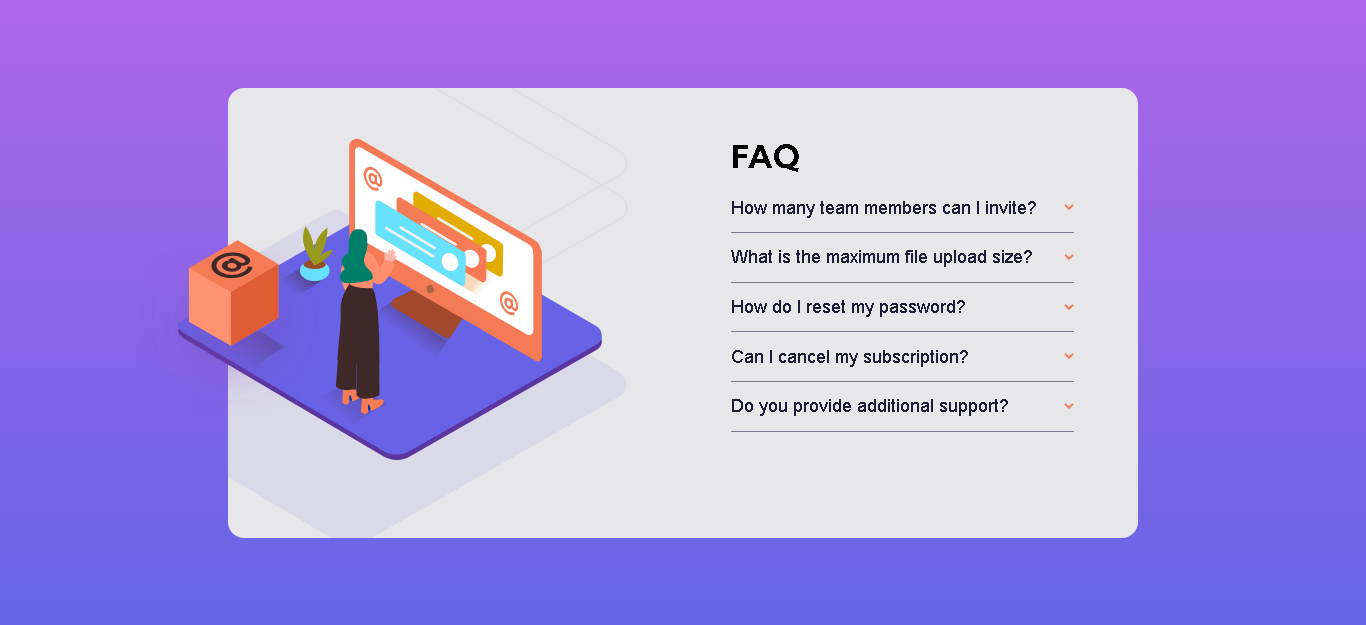 @
@
@
FAQ
How many team members can I invite?
What is the maximum file upload size?
How do I reset my password?
Can I cancel my subscription?
Do you provide additional support?